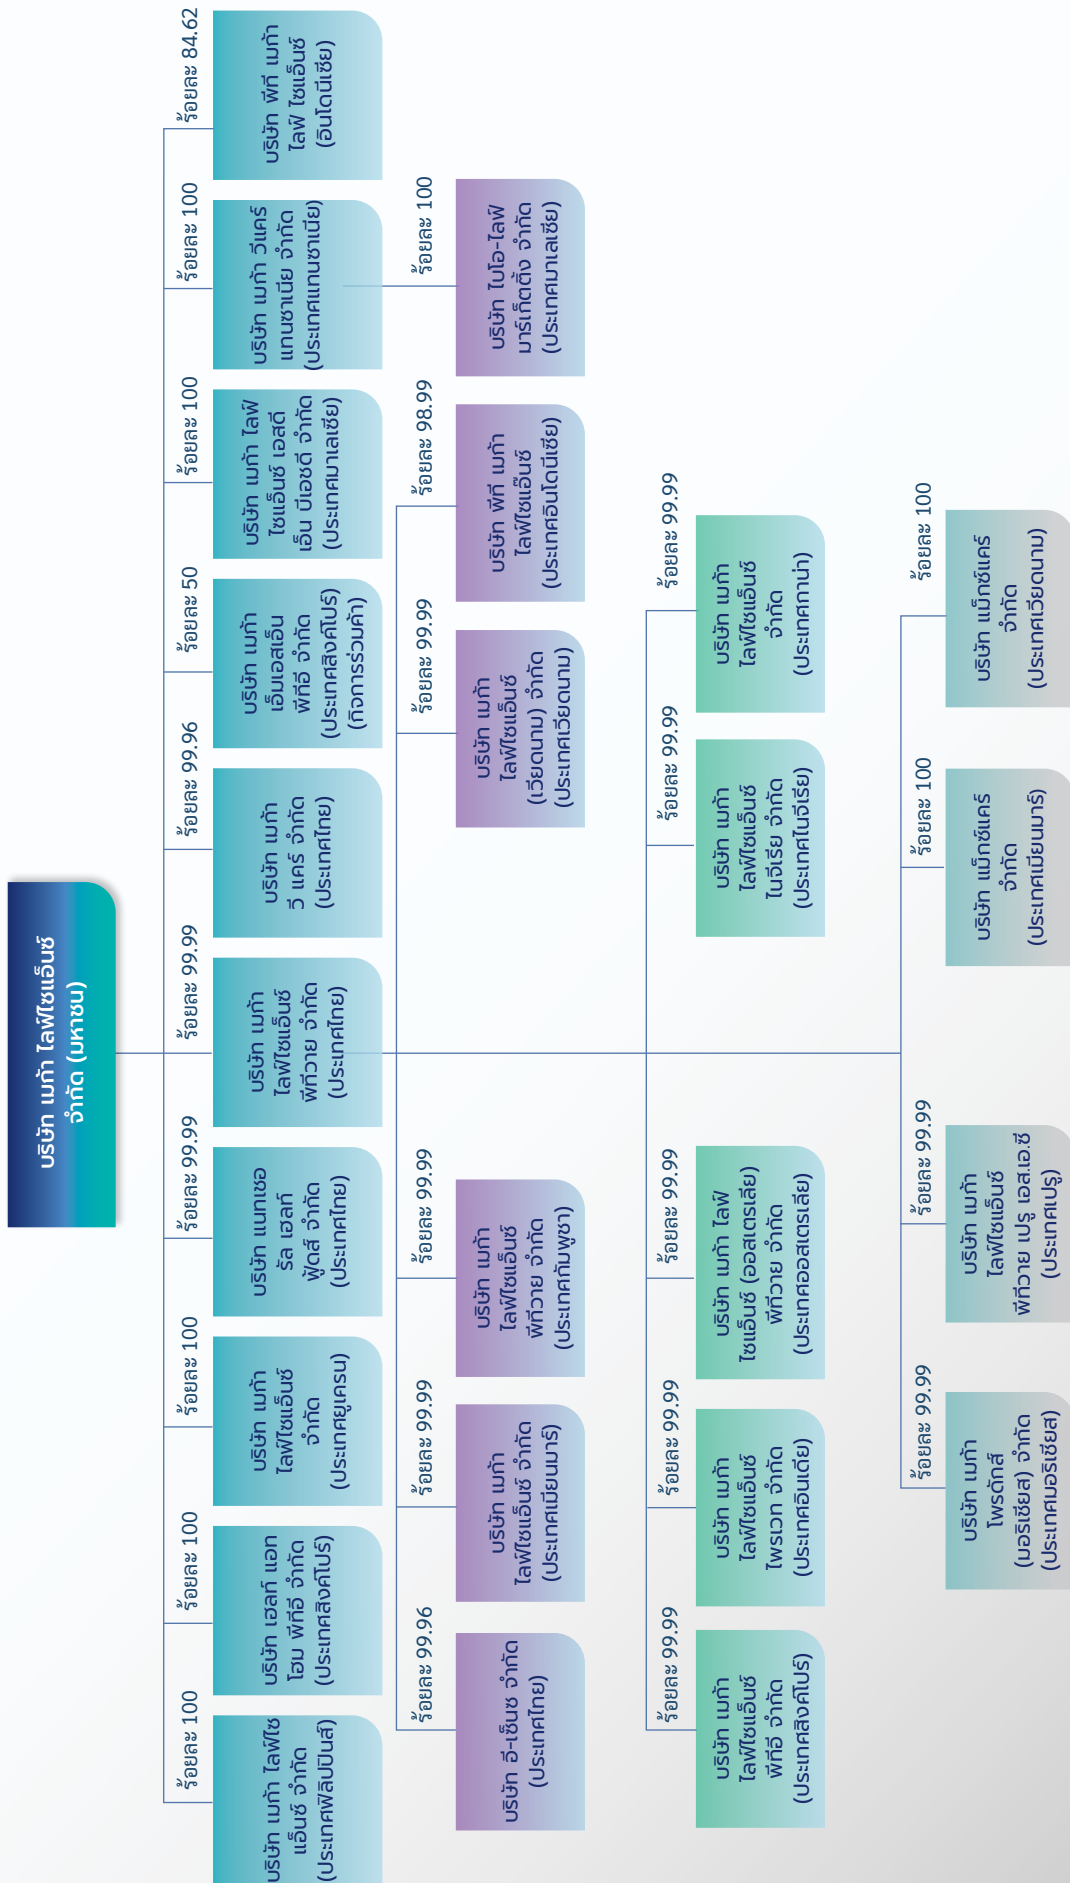 บริษัท เมก้า ไลฟ์ไซแอ็นซ์
จำกัด (มหาชน)
ร้อยละ 100
บริษัท เมก้า ไลฟ์ไซ
แอ็นซ์ จำกัด
(ประเทศฟิลิปปินส์)
ร้อยละ 100
บริษัท เฮลท์ แอท
โฮม พีทีอี จำกัด
(ประเทศสิงค์โปร์)
ร้อยละ 100
บริษัท เมก้า
ไลฟ์ไซแอ็นซ์
จำกัด
(ประเทศยูเครน)
ร้อยละ 99.99
บริษัท แนทเชอ
รัล เฮลท์
ฟู้ดส์ จำกัด
(ประเทศไทย)
ร้อยละ 99.99
บริษัท เมก้า
ไลฟ์ไซแอ็นซ์
พีทีวาย จำกัด
(ประเทศไทย)
ร้อยละ 99.96
บริษัท เมก้า
วี แคร์ จำกัด
(ประเทศไทย)
ร้อยละ 50
บริษัท เมก้า
เอ็มเอสเอ็น
พีทีอี จำกัด
(ประเทศสิงค์โปร์)
(กิจการร่วมค้า)
ร้อยละ 100
บริษัท เมก้า ไลฟ์
ไซแอ็นซ์ เอสดี
เอ็น บีเอชดี จำกัด
(ประเทศมาเลเซีย)
ร้อยละ 100
บริษัท เมก้า วีแคร์
แทนซาเนีย จำกัด
(ประเทศแทนซาเนีย)
ร้อยละ 84.62
บริษัท พีที เมก้า
ไลฟ์ ไซแอ็นซ์
(อินโดนีเซีย)
ร้อยละ 99.96
บริษัท อี-เซ็นซ จำกัด
(ประเทศไทย)
ร้อยละ 99.99
บริษัท เมก้า
ไลฟ์ไซแอ็นซ์ จำกัด
(ประเทศเมียนมาร์)
ร้อยละ 99.99
บริษัท เมก้า
ไลฟ์ไซแอ็นซ์
พีทีวาย จำกัด
(ประเทศกัมพูชา)
ร้อยละ 99.99
บริษัท เมก้า
ไลฟ์ไซแอ็นซ์
(เวียดนาม) จำกัด
(ประเทศเวียดนาม)
ร้อยละ 98.99
บริษัท พีที เมก้า
ไลฟ์ไซแอ๊นซ์
(ประเทศอินโดนีเซีย)
ร้อยละ 100
บริษัท ไบโอ-ไลฟ์
มาร์เก็ตติ้ง จำกัด
(ประเทศมาเลเซีย)
ร้อยละ 99.99
บริษัท เมก้า
ไลฟ์ไซแอ็นซ์
พีทีอี จำกัด
(ประเทศสิงค์โปร์)
ร้อยละ 99.99
บริษัท เมก้า
ไลฟ์ไซแอ็นซ์
ไพรเวท จำกัด
(ประเทศอินเดีย)
ร้อยละ 99.99
บริษัท เมก้า ไลฟ์
ไซแอ็นซ์ (ออสเตรเลีย)
พีทีวาย จำกัด
(ประเทศออสเตรเลีย)
ร้อยละ 99.99
บริษัท เมก้า
ไลฟ์ไซแอ็นซ์
ไนจีเรีย จำกัด
(ประเทศไนจีเรีย)
ร้อยละ 99.99
บริษัท เมก้า
ไลฟ์ไซแอ็นซ์
จำกัด
(ประเทศกาน่า)
ร้อยละ 99.99
บริษัท เมก้า
โพรดักส์
(มอริเชียส) จำกัด
(ประเทศมอริเชียส)
ร้อยละ 99.99
บริษัท เมก้า
ไลฟ์ไซแอ็นซ์
พีทีวาย เปรู เอส.เอ.ซี
(ประเทศเปรู)
ร้อยละ 100
บริษัท แม็กซ์แคร์
จำกัด
(ประเทศเมียนมาร์)
ร้อยละ 100
บริษัท แม็กซ์แคร์
จำกัด
(ประเทศเวียดนาม)